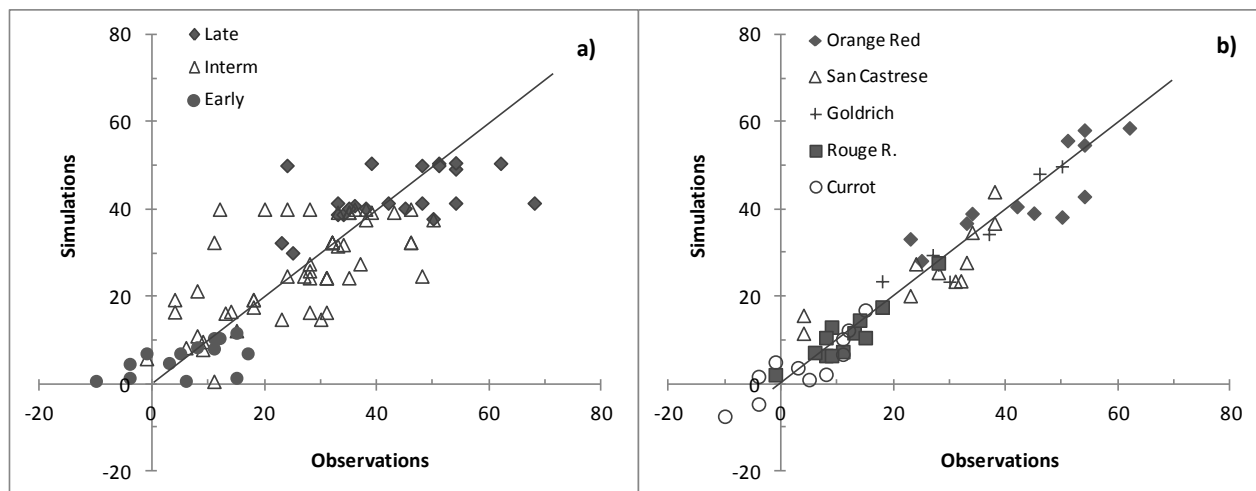 80
a)
Late
Interm
Early
60
40
20
0
-20
-20
0
20
40
60
80
Simulations
Observations
80
b)
Orange Red
San Castrese
Goldrich
Rouge R.
Currot
60
40
20
0
-20
-20
0
20
40
60
80
Simulations
Observations